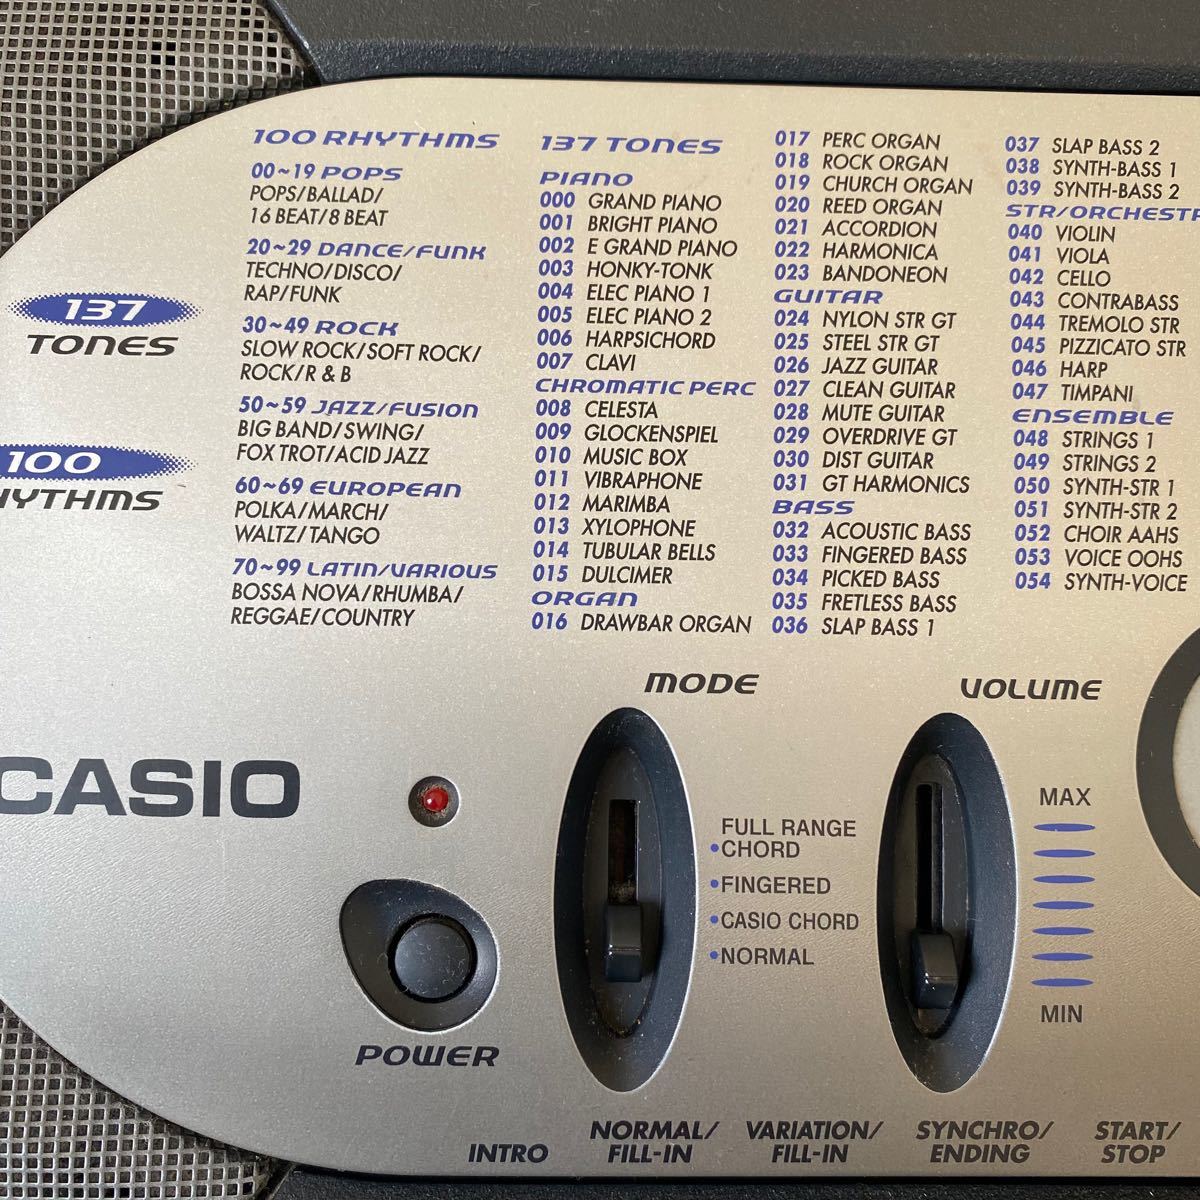 137
TONES
100
HYTHMS
100 RHYTHMS
00~19 POPS
POPS/BALLAD/
16 BEAT/8 BEAT
20~29 DANCE/FUNK
TECHNO/DISCO/
RAP/FUNK
30~49 ROCK
SLOW ROCK/SOFT ROCK/
ROCK/R & B
50~59 JAZZ/FUSION
BIG BAND/SWING/
FOX TROT/ACID JAZZ
60~69 EUROPEAN
POLKA/MARCH/
WALTZ/TANGO
70~99 LATIN/VARIOUS
BOSSA NOVA/RHUMBA/
REGGAE/COUNTRY
137 TONES
PIANO
000 GRAND PIANO
001 BRIGHT PIANO
002 E GRAND PIANO
003 HONKY-TONK
004 ELEC PIANO 1
005 ELEC PIANO 2
006 HARPSICHORD
007 CLAVI
CHROMATIC PERC
008 CELESTA
009 GLOCKENSPIEL
010 MUSIC BOX
011 VIBRAPHONE
012 MARIMBA
013 XYLOPHONE
014 TUBULAR BELLS
015 DULCIMER
ORGAN
016 DRAWBAR ORGAN
017 PERC ORGAN
018 ROCK ORGAN
019 CHURCH ORGAN
020 REED ORGAN
021 ACCORDION
022 HARMONICA
023 BANDONEON
GUITAR
024 NYLON STR GT
025 STEEL STR GT
026 JAZZ GUITAR
027 CLEAN GUITAR
028 MUTE GUITAR
029 OVERDRIVE GT
030 DIST GUITAR
031 GT HARMONICS
BASS
032 ACOUSTIC BASS
033 FINGERED BASS
034 PICKED BASS
035 FRETLESS BASS
036 SLAP BASS 1
037 SLAP BASS 2
038 SYNTH-BASS 1
039 SYNTH-BASS 2
STR/ORCHESTR
040 VIOLIN
041 VIOLA
042 CELLO
043 CONTRABASS
044 TREMOLO STR
045 PIZZICATO STR
046 HARP
047 TIMPANI
ENSEMBLE
048 STRINGS 1
049 STRINGS 2
050 SYNTH-STR 1
051 SYNTH-STR 2
052 CHOIR AAHS
053 VOICE OOHS
054 SYNTH-VOICE
CASIO
POWER
MODE
FULL RANGE
•CHORD
•FINGERED
•CASIO CHORD
•NORMAL
VOLUME
MAX
MIN
INTRO
NORMAL/
FILL-IN
VARIATION/
FILL-IN
SYNCHRO/
ENDING
START/
STOP